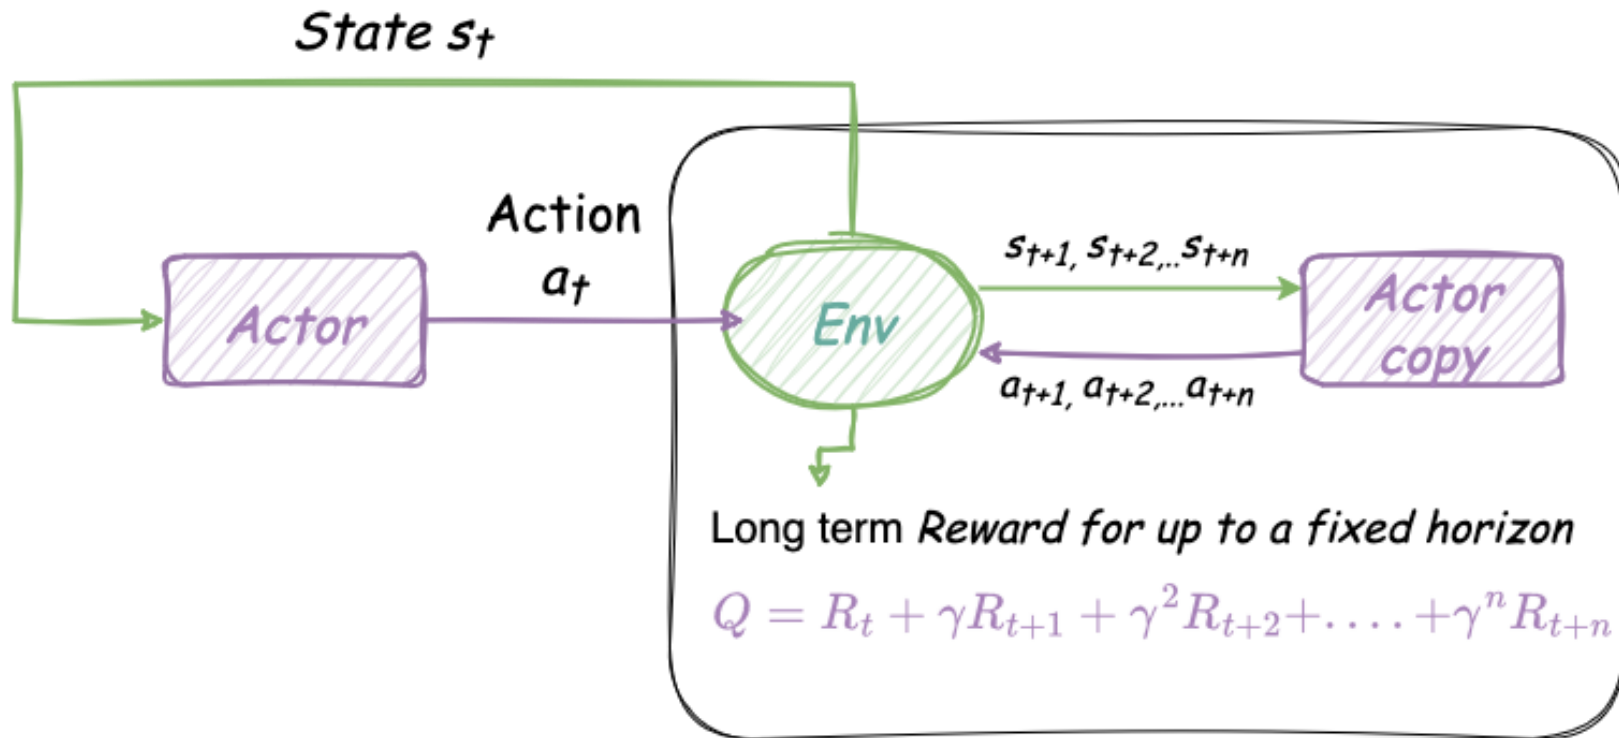 State sₜ
Action
aₜ
Actor
Env
sₜ₊₁, sₜ₊₂,..sₜ₊ₙ
Actor
copy
aₜ₊₁, aₜ₊₂,...aₜ₊ₙ
Long term Reward for up to a fixed horizon
Q = Rₜ + γRₜ₊₁ + γ²Rₜ₊₂+....+γⁿRₜ₊ₙ